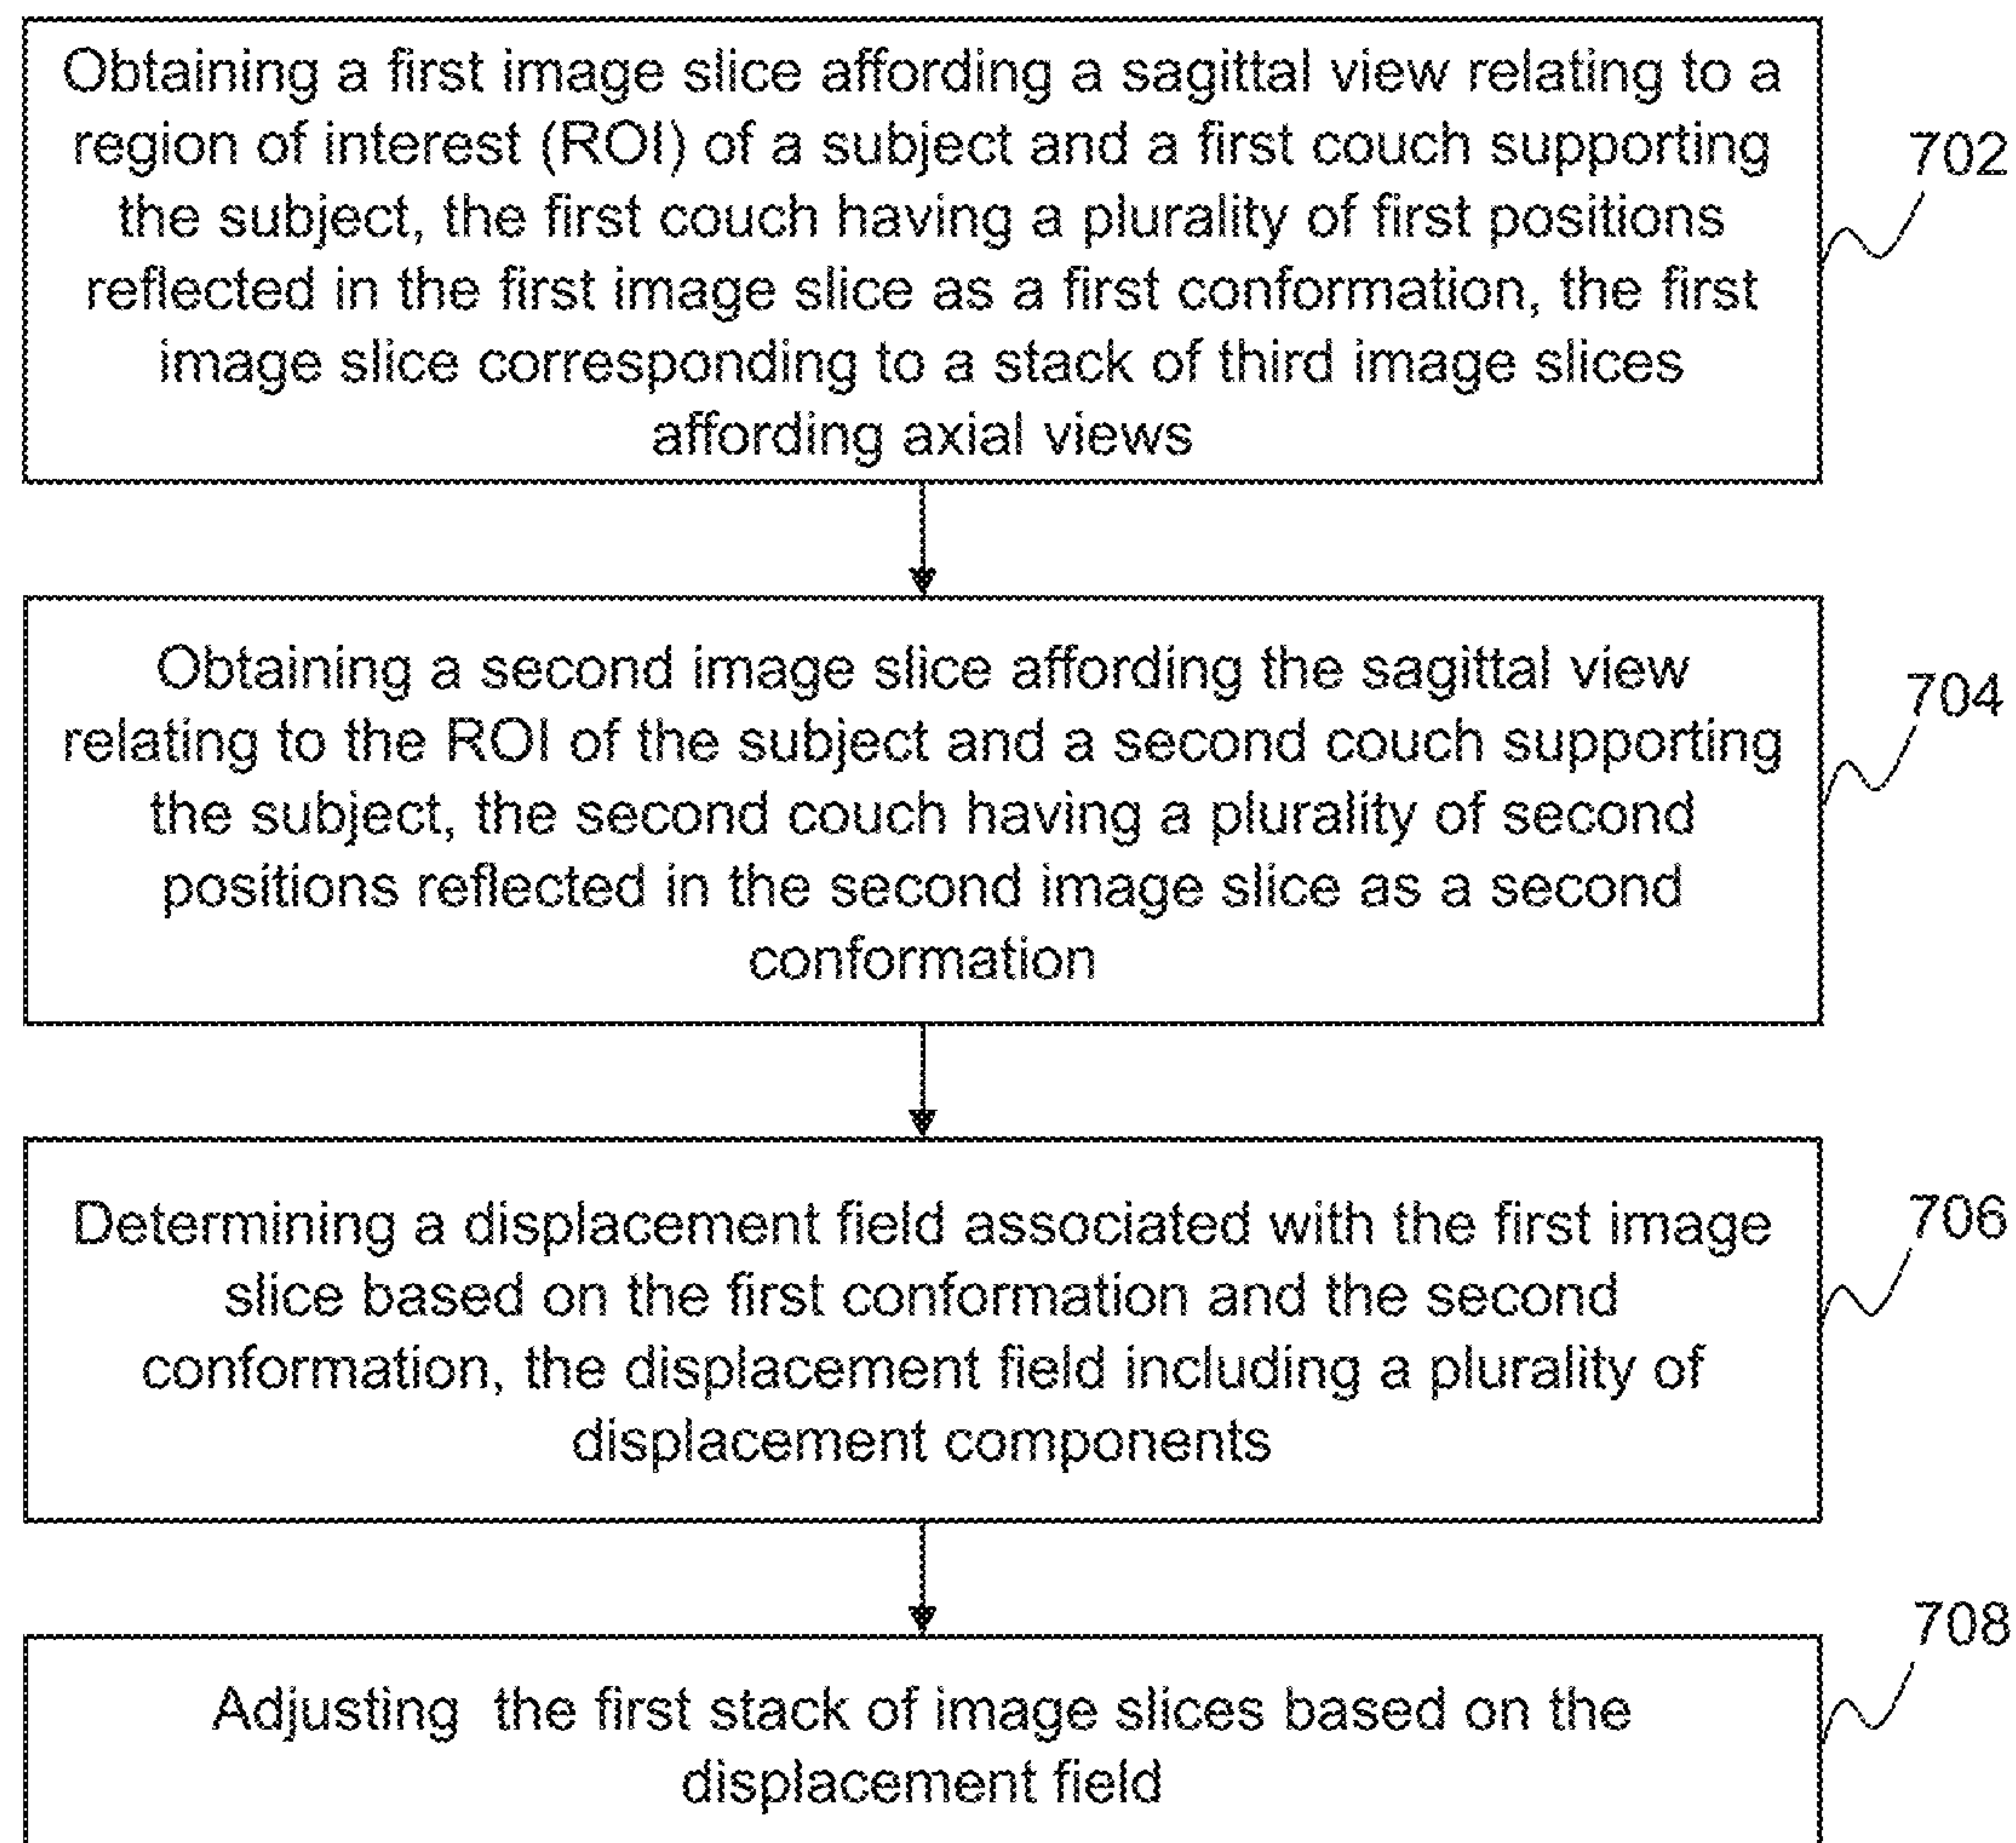 Obtaining a first image slice affording a sagittal view relating to a
region of interest (ROI) of a subject and a first couch supporting
the subject, the first couch having a plurality of first positions
reflected in the first image slice as a first conformation, the first
image slice corresponding to a stack of third image slices
affording axial views
702
Obtaining a second image slice affording the sagittal view
relating to the ROI of the subject and a second couch supporting
the subject, the second couch having a plurality of second
positions reflected in the second image slice as a second
conformation
704
Determining a displacement field associated with the first image
slice based on the first conformation and the second
conformation, the displacement field including a plurality of
displacement components
706
Adjusting the first stack of image slices based on the
displacement field
708